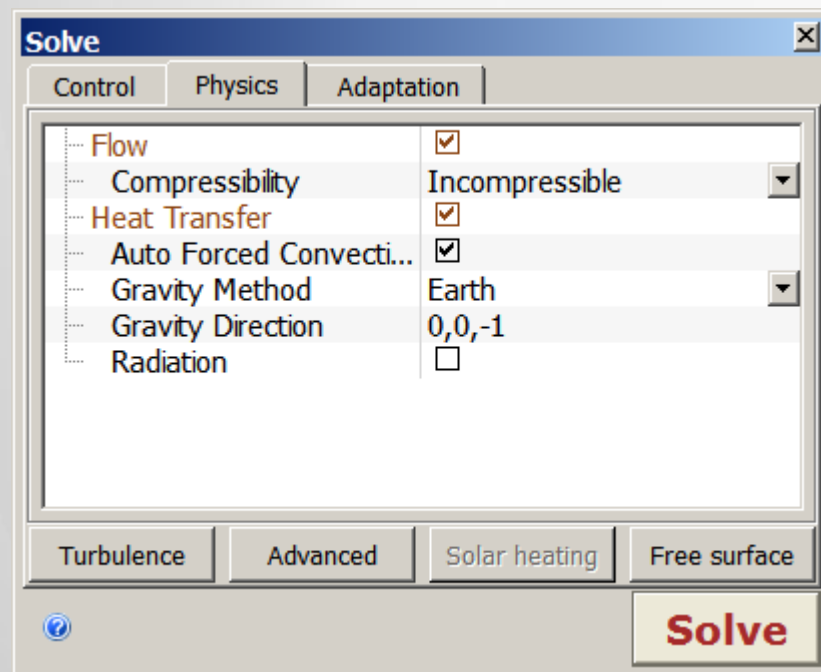 Solve
Control Physics Adaptation
Flow
Compressibility Incompressible
Heat Transfer
Auto Forced Convecti...
Gravity Method Earth
Gravity Direction 0,0,-1
Radiation
Turbulence Advanced Solar heating Free surface
Solve